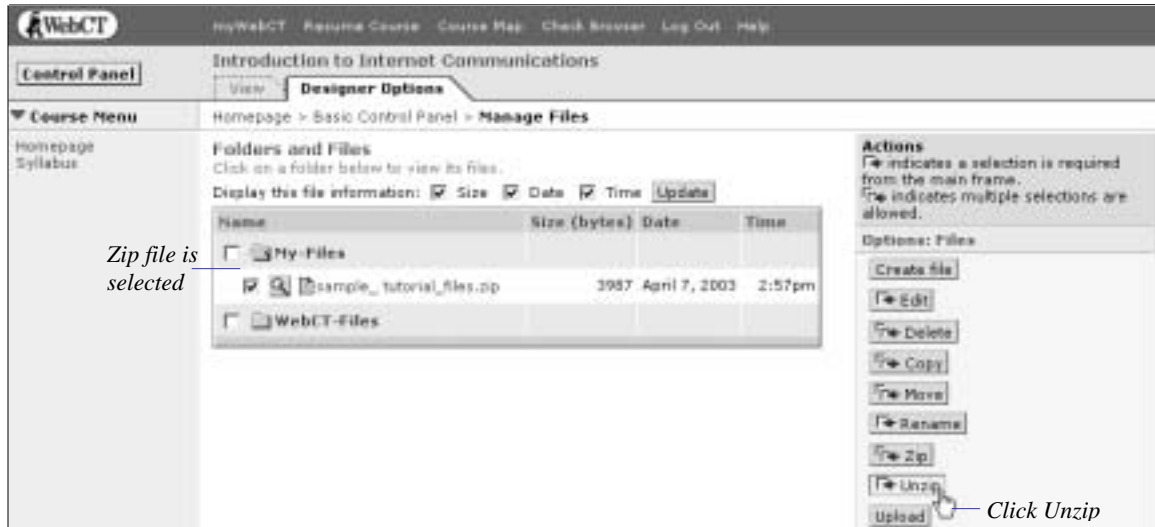 WebCT
myWebCT Resume Course Course Map Check Browser Log Out Help
Control Panel
Introduction to Internet Communications
View Designer Options
Course Menu
Homepage > Basic Control Panel > Manage Files
Homepage
Syllabus
Folders and Files
Click on a folder below to view its files.
Display this file information: Size Date Time Update
Name Size (bytes) Date Time
My-Files
Zip file is
selected
sample_ tutorial_files.zip 3987 April 7, 2003 2:57pm
WebCT-Files
Actions
indicates a selection is required
from the main frame.
indicates multiple selections are
allowed.
Options: Files
Create file
Edit
Delete
Copy
Move
Rename
Zip
Unzip
Click Unzip
Upload